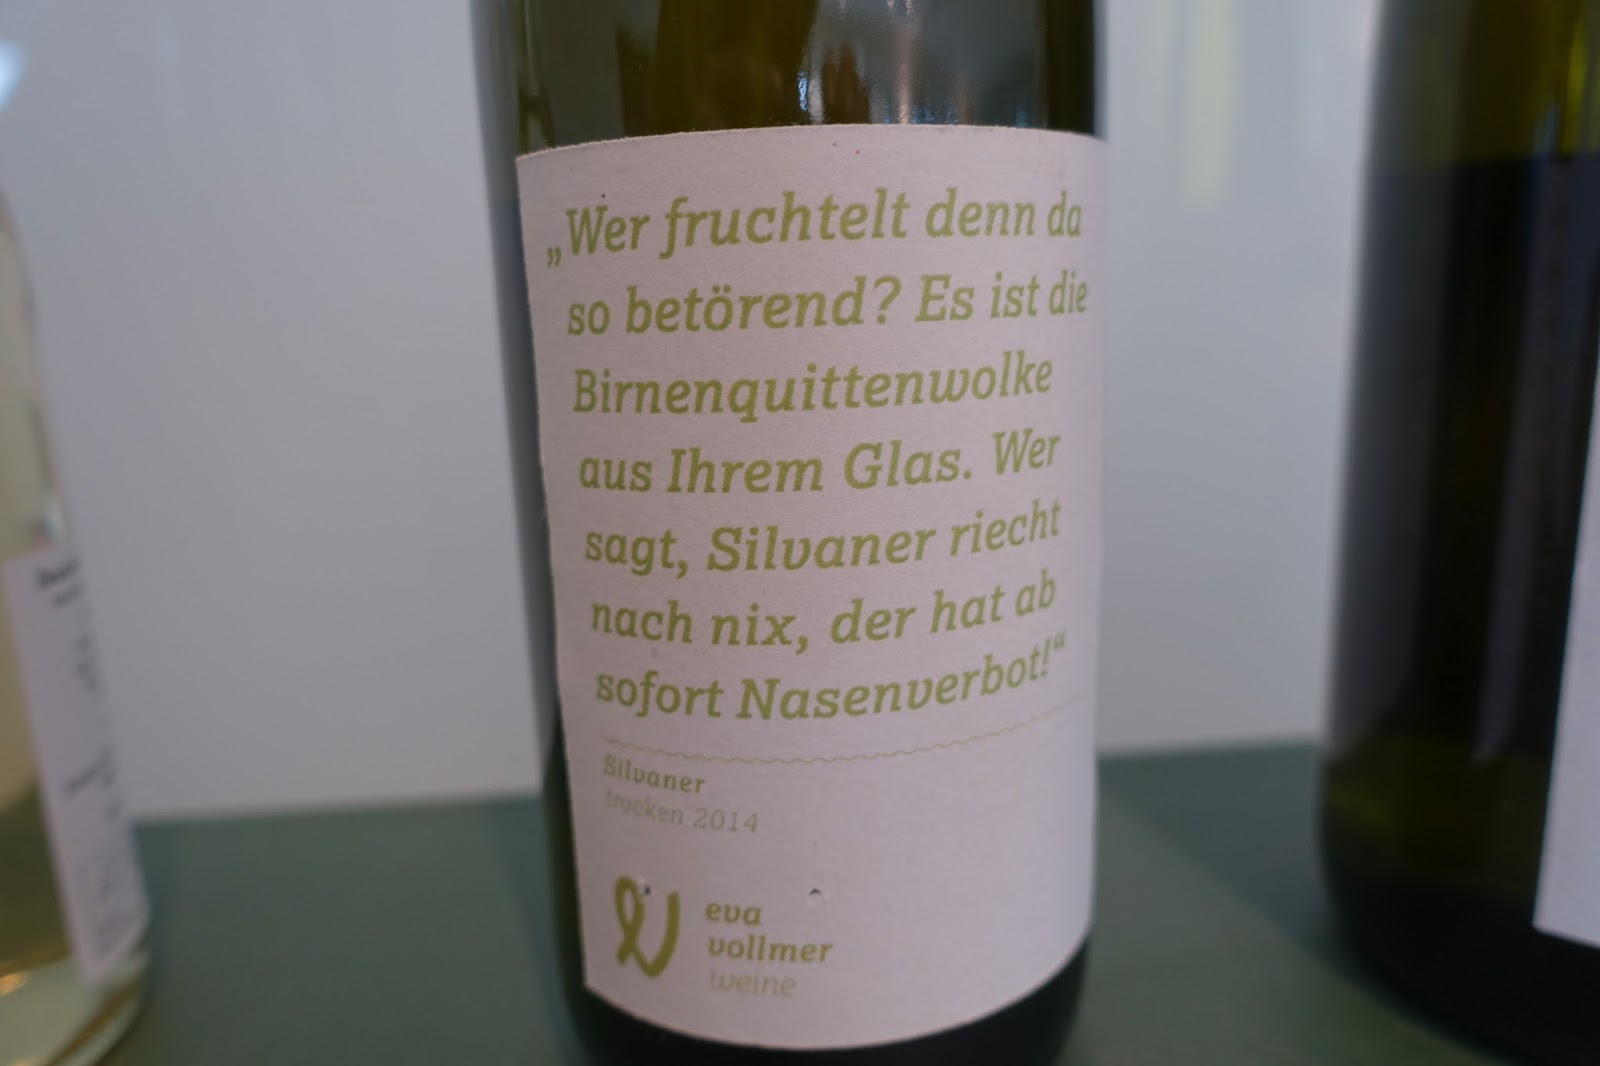 „Wer fruchtelt denn da
so betörend? Es ist die
Birnenquittenwolke
aus Ihrem Glas. Wer
sagt, Silvaner riecht
nach nix, der hat ab
sofort Nasenverbot!“
Silvaner
trocken 2014
eva
vollmer
weine